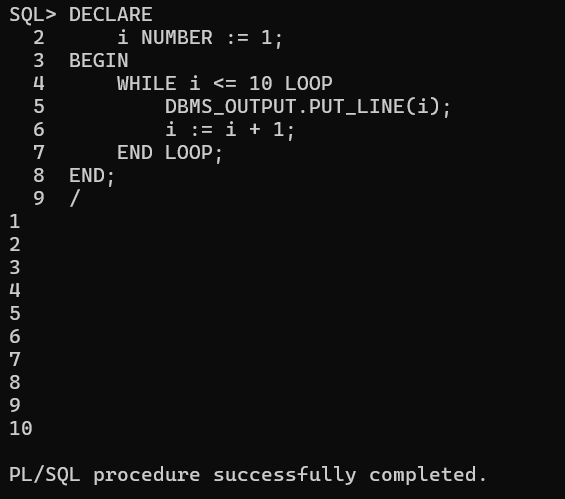 SQL> DECLARE
  2      i NUMBER := 1;
  3  BEGIN
  4      WHILE i <= 10 LOOP
  5          DBMS_OUTPUT.PUT_LINE(i);
  6          i := i + 1;
  7      END LOOP;
  8  END;
  9  /
1
2
3
4
5
6
7
8
9
10

PL/SQL procedure successfully completed.